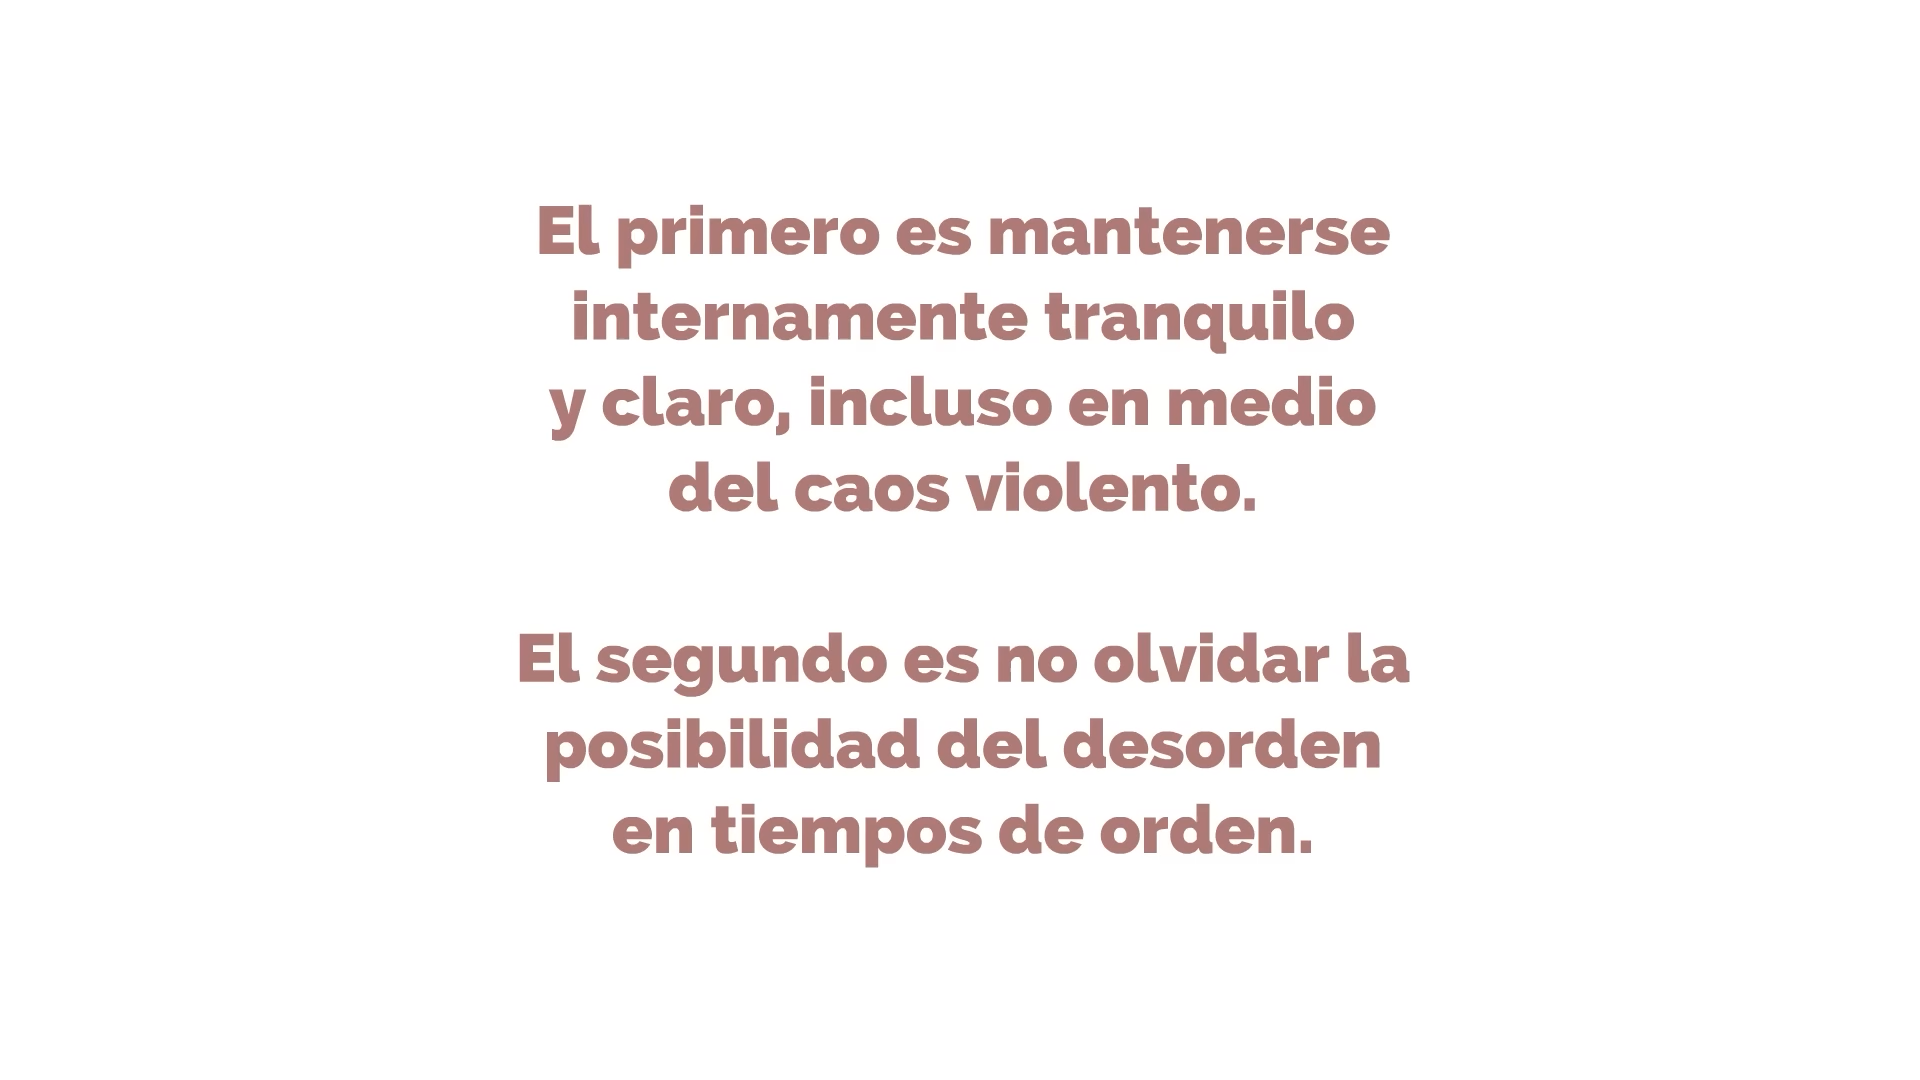 El primero es mantenerse
internamente tranquilo
y claro, incluso en medio
del caos violento.
El segundo es no olvidar la
posibilidad del desorden
en tiempos de orden.